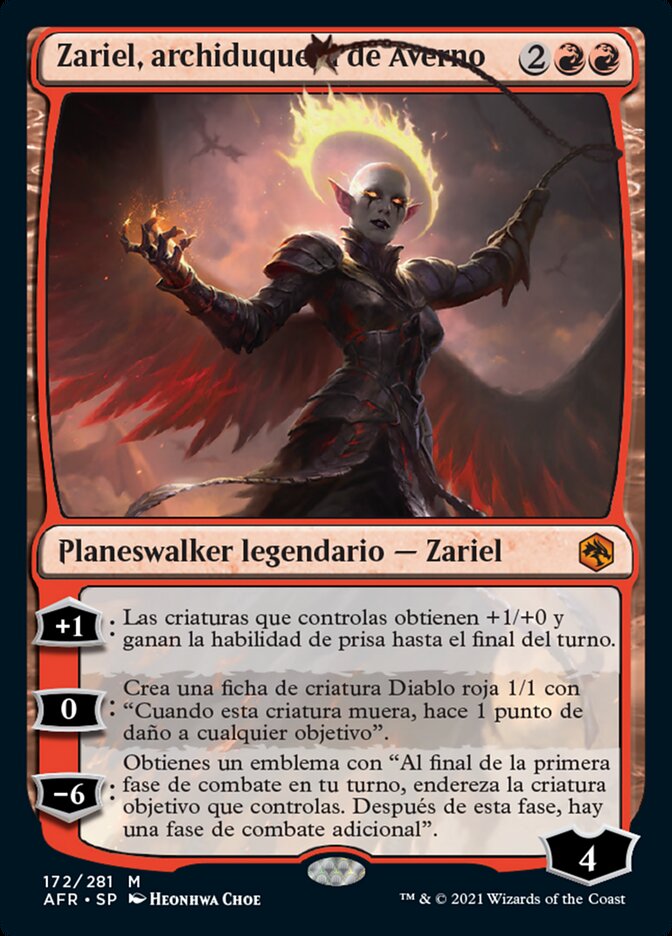 Zariel, archiduquesa de Averno 2
Planeswalker legendario — Zariel
+1: Las criaturas que controlas obtienen +1/+0 y
ganan la habilidad de prisa hasta el final del turno.
0: Crea una ficha de criatura Diablo roja 1/1 con
“Cuando esta criatura muera, hace 1 punto de
daño a cualquier objetivo”.
−6: Obtienes un emblema con “Al final de la primera
fase de combate en tu turno, endereza la criatura
objetivo que controlas. Después de esta fase, hay
una fase de combate adicional”.
4
172/281 M
AFR • SP Heonhwa Choe
™ & © 2021 Wizards of the Coast